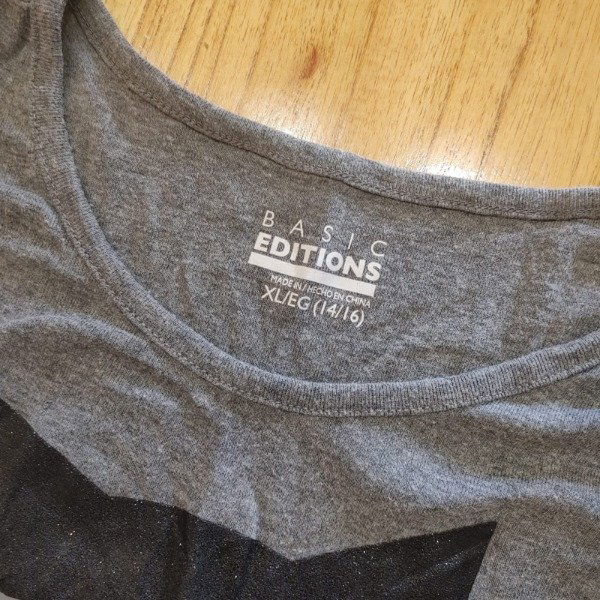 BASIC
EDITIONS
MADE IN / HECHO EN CHINA
XL/EG (14/16)